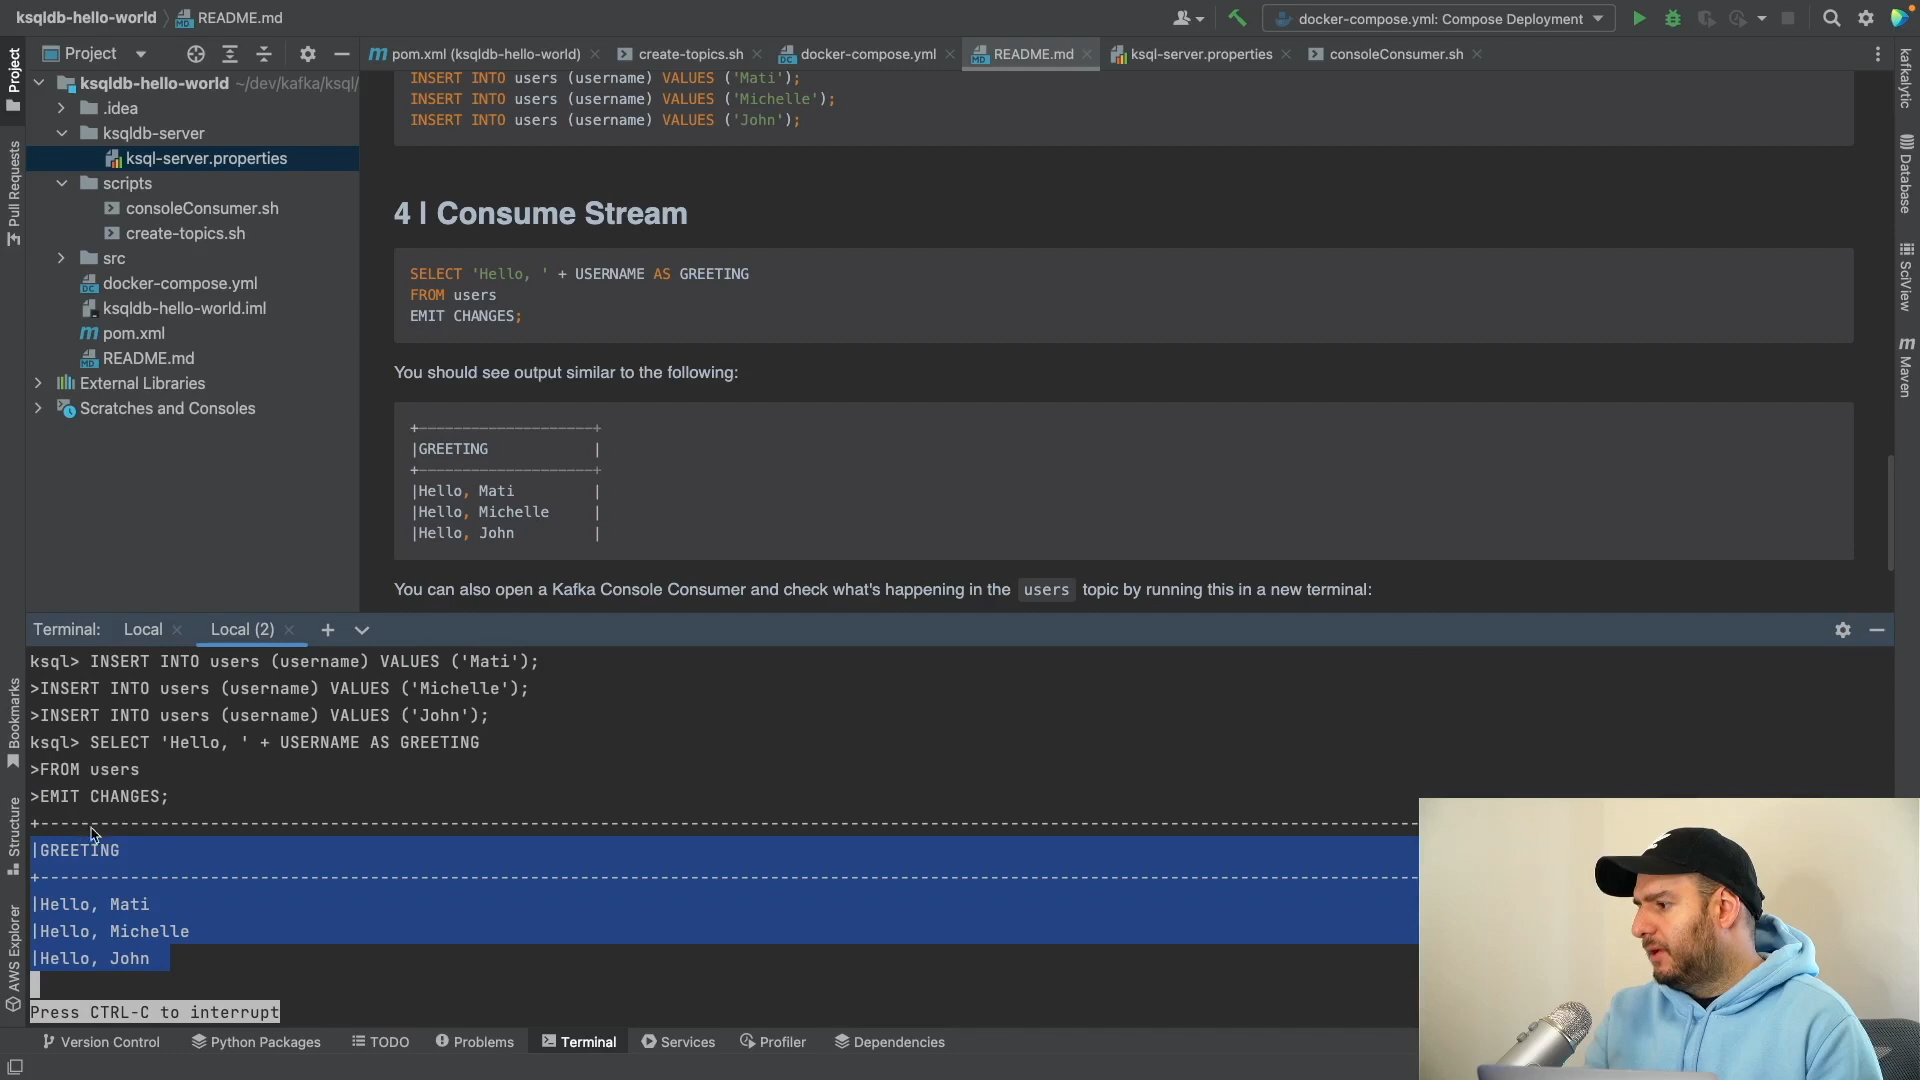 ksqldb-hello-world
README.md
docker-compose.yml: Compose Deployment
Project
pom.xml (ksqldb-hello-world)
create-topics.sh
docker-compose.yml
README.md
ksql-server.properties
consoleConsumer.sh
Project
Pull Requests
Bookmarks
Structure
AWS Explorer
ksqldb-hello-world ~/dev/kafka/ksql/
.idea
ksqldb-server
ksql-server.properties
scripts
consoleConsumer.sh
create-topics.sh
src
docker-compose.yml
ksqldb-hello-world.iml
pom.xml
README.md
External Libraries
Scratches and Consoles
INSERT INTO users (username) VALUES ('Mati');
INSERT INTO users (username) VALUES ('Michelle');
INSERT INTO users (username) VALUES ('John');
4 | Consume Stream
SELECT 'Hello, ' + USERNAME AS GREETING
FROM users
EMIT CHANGES;
You should see output similar to the following:
+--------------------+
|GREETING |
+--------------------+
|Hello, Mati |
|Hello, Michelle |
|Hello, John |
You can also open a Kafka Console Consumer and check what's happening in the users topic by running this in a new terminal:
kafkalytic
Database
SciView
Maven
Terminal:
Local
Local (2)
ksql> INSERT INTO users (username) VALUES ('Mati');
>INSERT INTO users (username) VALUES ('Michelle');
>INSERT INTO users (username) VALUES ('John');
ksql> SELECT 'Hello, ' + USERNAME AS GREETING
>FROM users
>EMIT CHANGES;
|GREETING
|Hello, Mati
|Hello, Michelle
|Hello, John
Press CTRL-C to interrupt
Version Control
Python Packages
TODO
Problems
Terminal
Services
Profiler
Dependencies